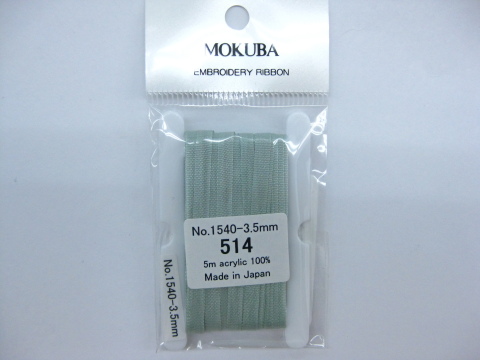 MOKUBA
EMBROIDERY RIBBON
No.1540-3.5mm
514
5m acrylic 100%
Made in Japan
No.1540-3.5mm